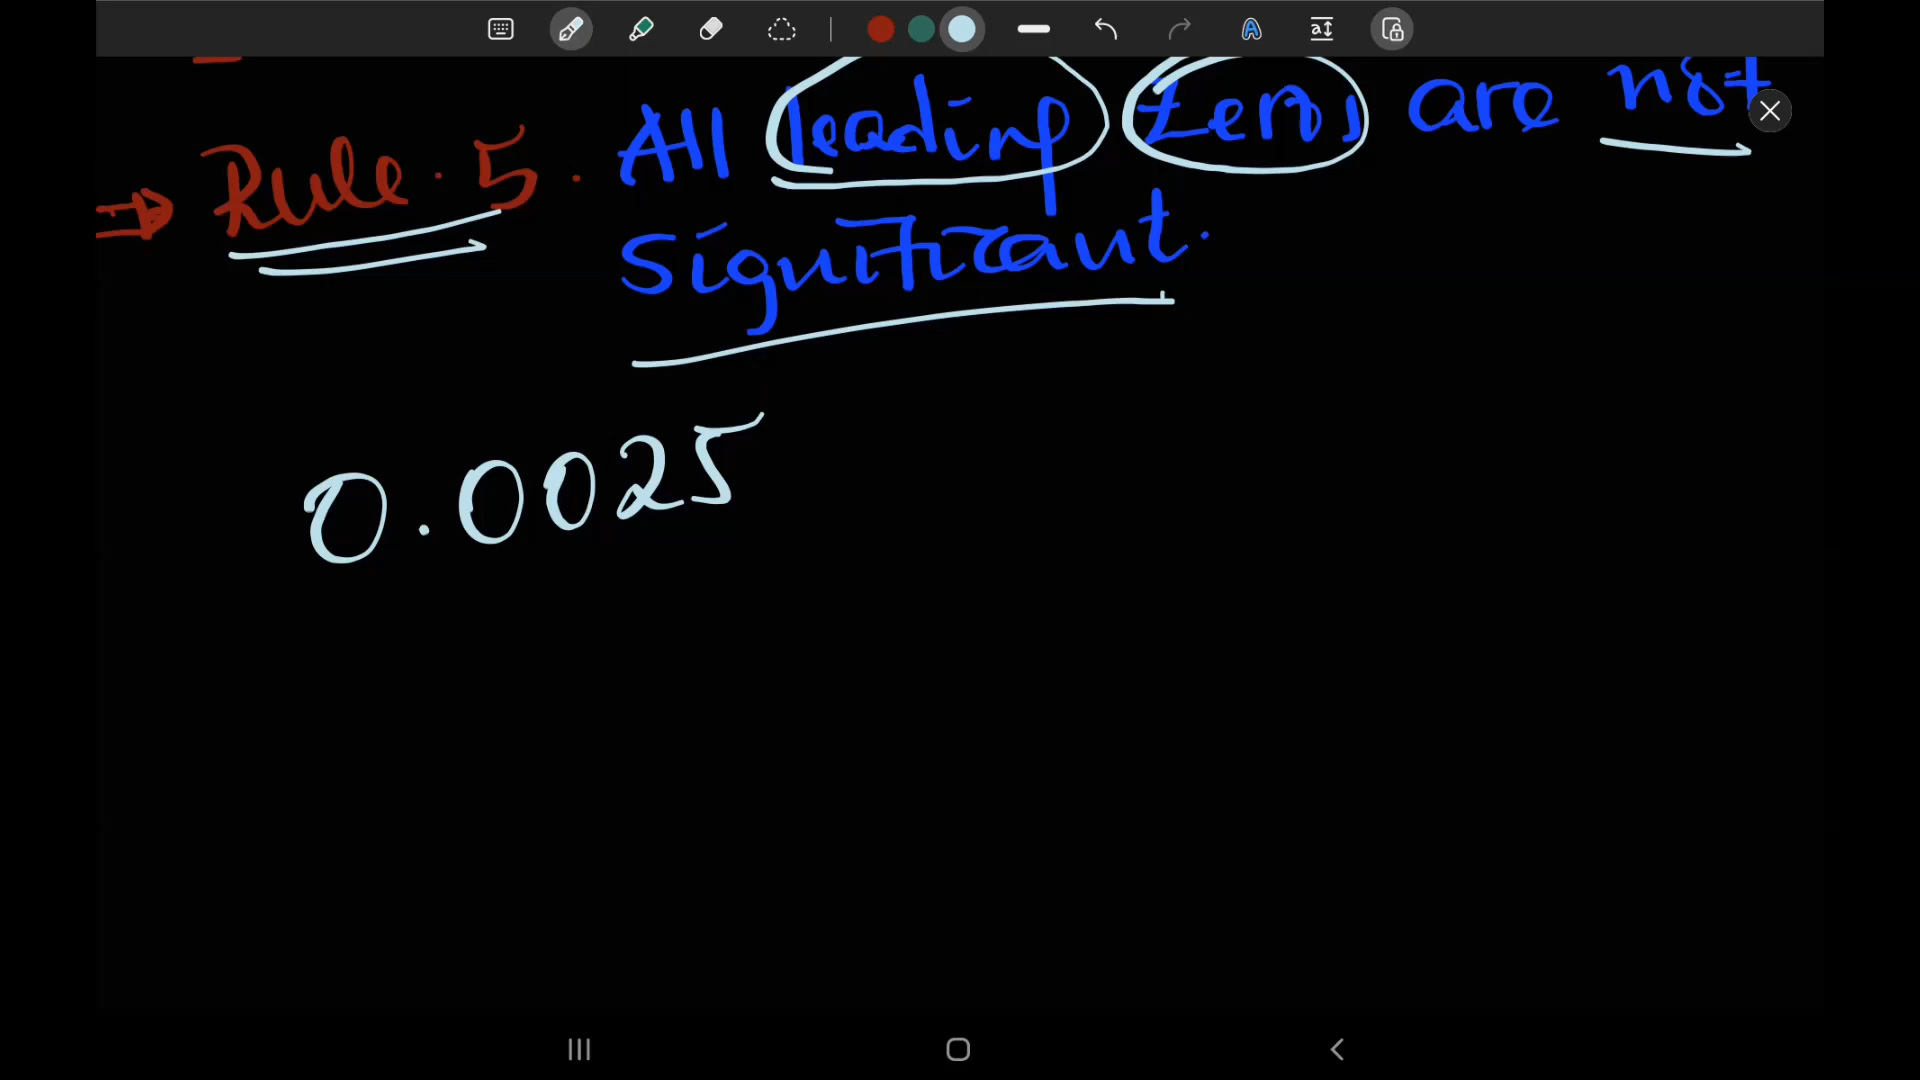 ⇒ Rule. 5. All leading zeros are not
significant.
0.0025